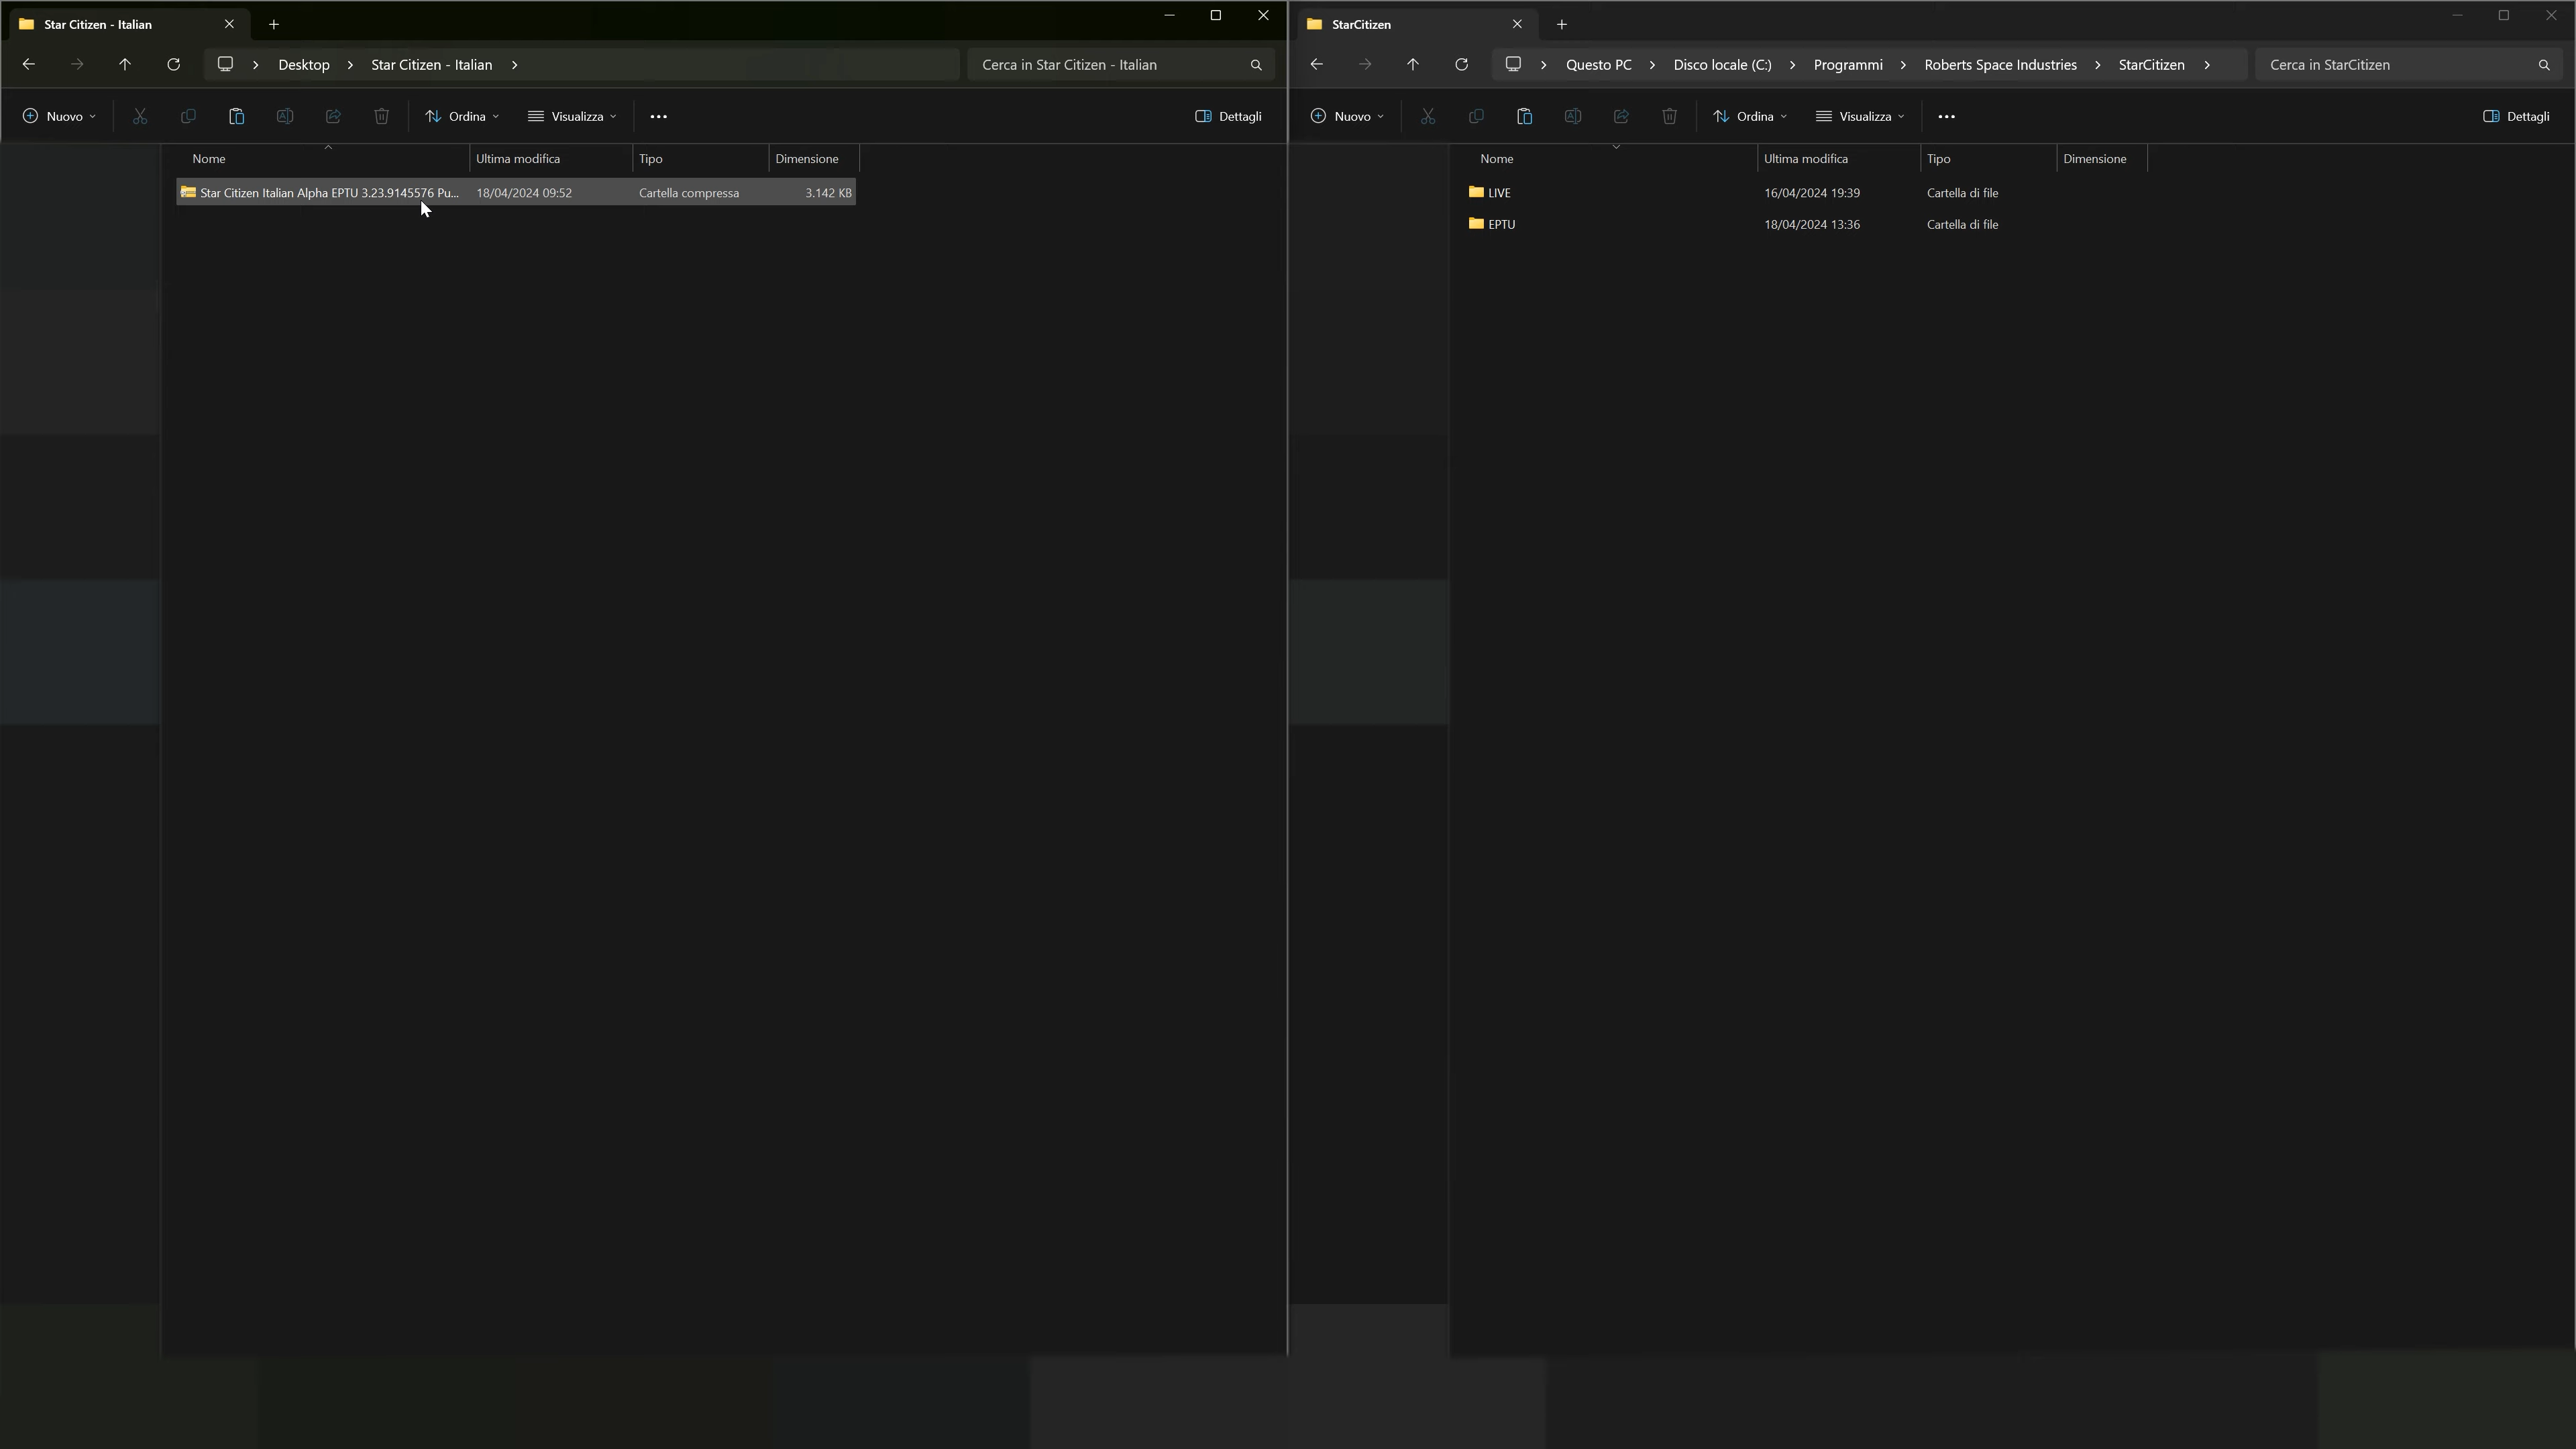 Star Citizen - Italian
Desktop Star Citizen - Italian
Cerca in Star Citizen - Italian
Nuovo Ordina Visualizza Dettagli
Nome Ultima modifica Tipo Dimensione
Star Citizen Italian Alpha EPTU 3.23.9145576 Pu... 18/04/2024 09:52 Cartella compressa 3.142 KB
StarCitizen
Questo PC Disco locale (C:) Programmi Roberts Space Industries StarCitizen
Cerca in StarCitizen
Nuovo Ordina Visualizza Dettagli
Nome Ultima modifica Tipo Dimensione
LIVE 16/04/2024 19:39 Cartella di file
EPTU 18/04/2024 13:36 Cartella di file